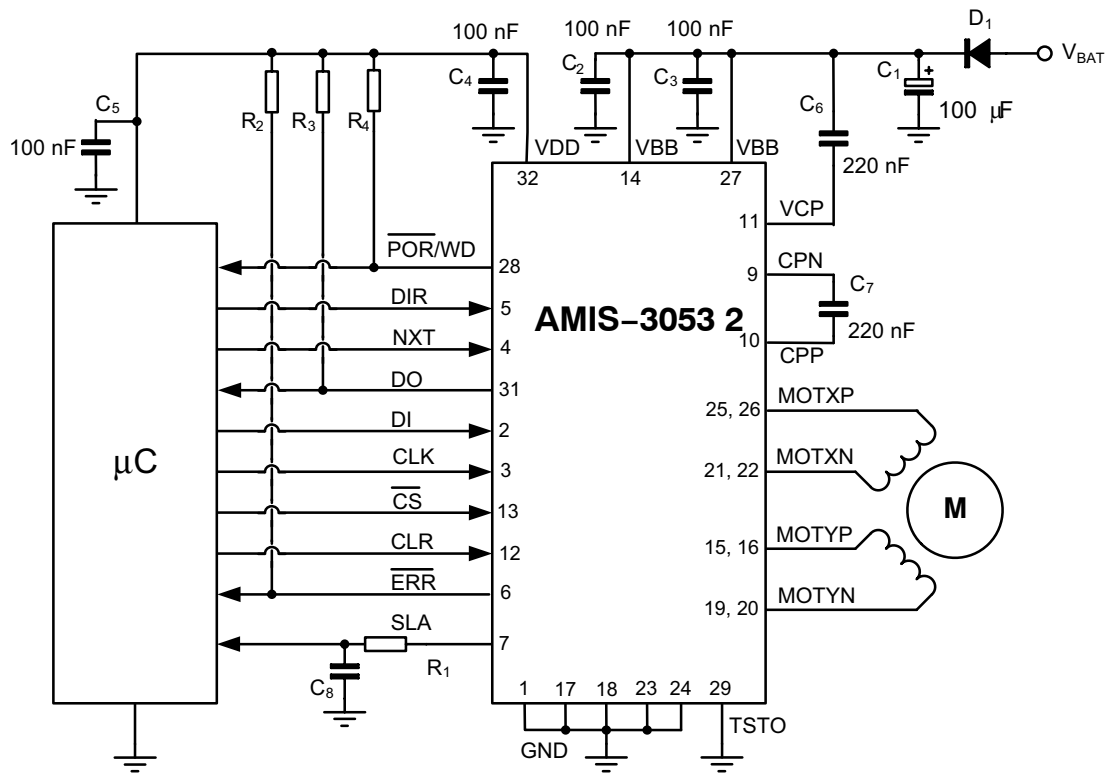 100 nF
100 nF
100 nF
D₁
V_BAT
C₄
C₂
C₃
C₁
+
100 μF
C₅
100 nF
R₂
R₃
R₄
C₆
220 nF
VDD
VBB
VBB
32
14
27
11
VCP
POR/WD
28
9
CPN
DIR
5
AMIS–3053 2
C₇
220 nF
NXT
4
10
CPP
DO
31
25, 26
MOTXP
DI
2
μC
CLK
3
21, 22
MOTXN
CS
13
M
CLR
12
15, 16
MOTYP
ERR
6
19, 20
MOTYN
SLA
7
R₁
C₈
1
17
18
23
24
29
GND
TSTO